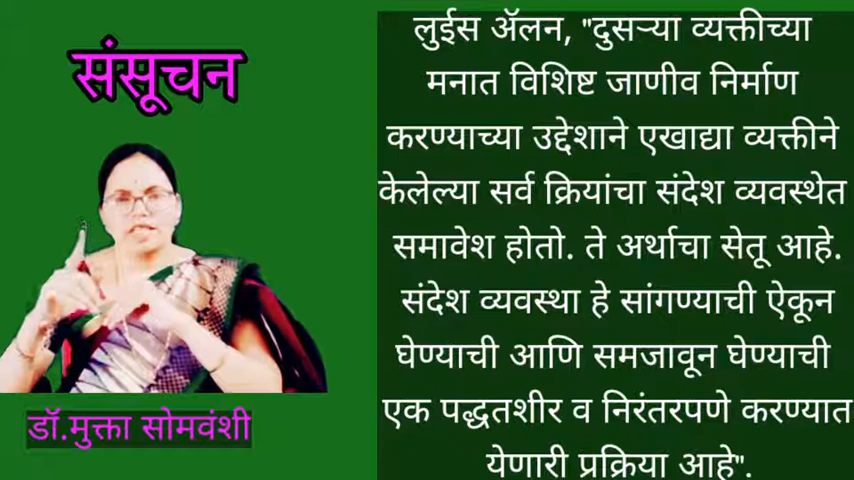 संसूचन
डॉ.मुक्ता सोमवंशी
लुईस ॲलन, "दुसऱ्या व्यक्तीच्या
मनात विशिष्ट जाणीव निर्माण
करण्याच्या उद्देशाने एखाद्या व्यक्तीने
केलेल्या सर्व क्रियांचा संदेश व्यवस्थेत
समावेश होतो. ते अर्थाचा सेतू आहे.
संदेश व्यवस्था हे सांगण्याची ऐकून
घेण्याची आणि समजावून घेण्याची
एक पद्धतशीर व निरंतरपणे करण्यात
येणारी प्रक्रिया आहे".